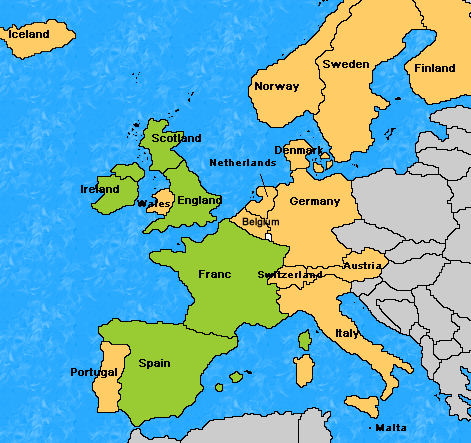 Iceland
Norway
Sweden
Finland
Scotland
Denmark
Netherlands
Ireland
Wales
England
Germany
Belgium
Franc
Switzerland
Austria
Italy
Portugal
Spain
Malta